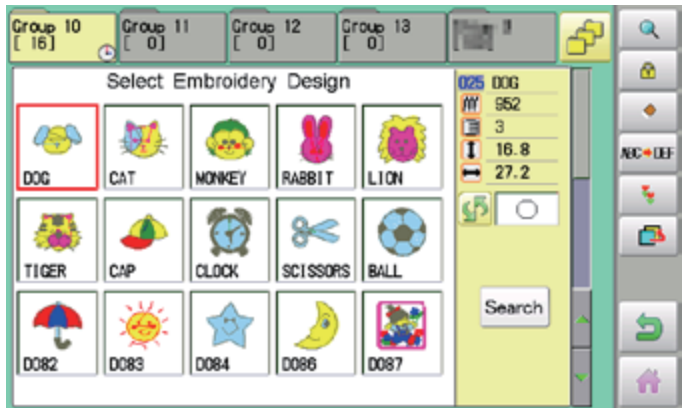 Group 10
[ 16]
Group 11
[ 0]
Group 12
[ 0]
Group 13
[ 0]
Select Embroidery Design
025 DOG
952
3
16.8
27.2
DOG
CAT
MONKEY
RABBIT
LION
TIGER
CAP
CLOCK
SCISSORS
BALL
D082
D083
D084
D086
D087
Search
ABC DEF